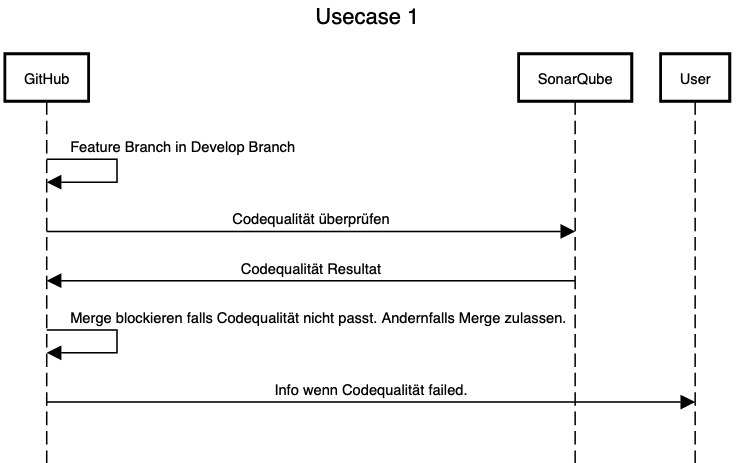 Usecase 1
GitHub
SonarQube
User
Feature Branch in Develop Branch
Codequalität überprüfen
Codequalität Resultat
Merge blockieren falls Codequalität nicht passt. Andernfalls Merge zulassen.
Info wenn Codequalität failed.